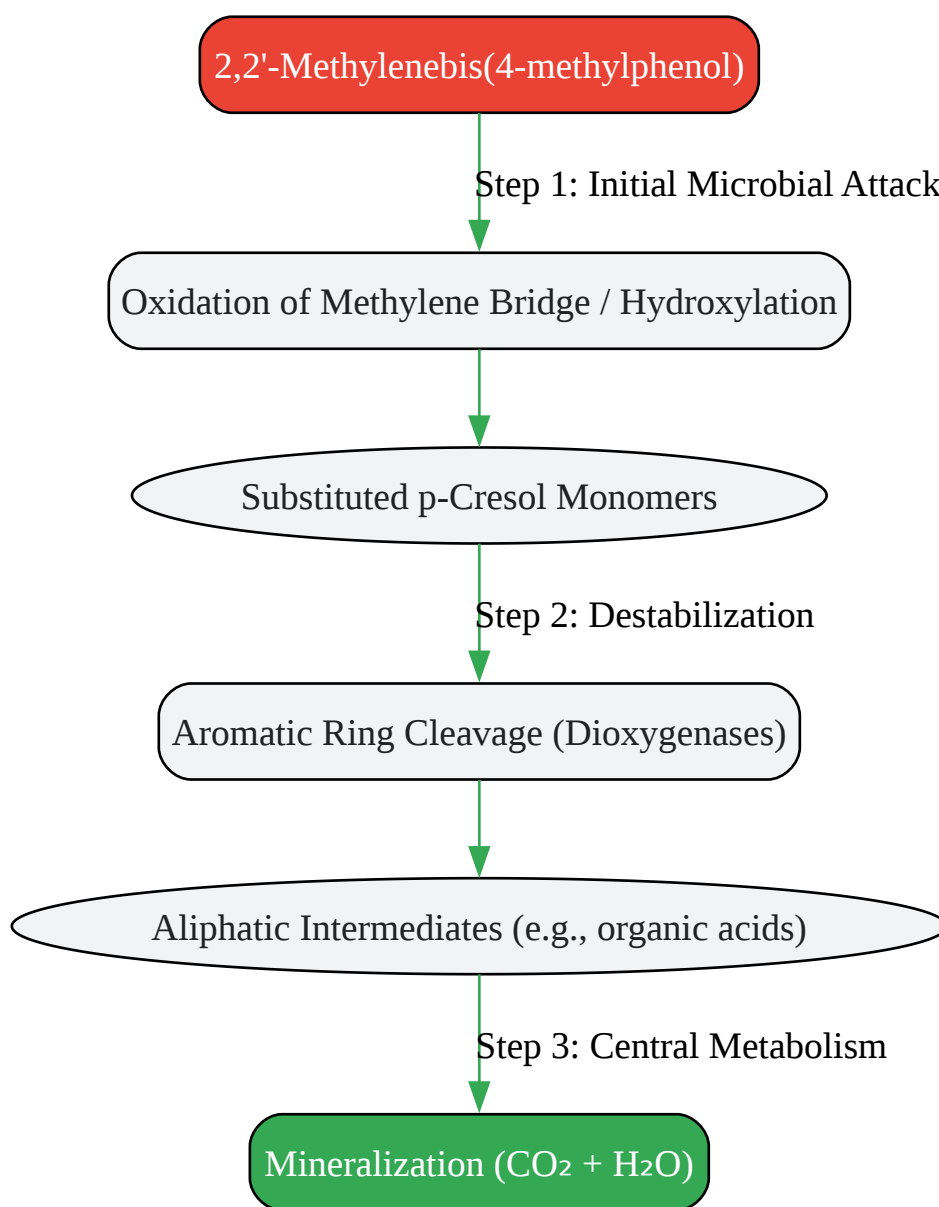 2,2'-Methylenebis(4-methylphenol)
Step 1: Initial Microbial Attack
Oxidation of Methylene Bridge / Hydroxylation
Substituted p-Cresol Monomers
Step 2: Destabilization
Aromatic Ring Cleavage (Dioxygenases)
Aliphatic Intermediates (e.g., organic acids)
Step 3: Central Metabolism
Mineralization (CO₂ + H₂O)